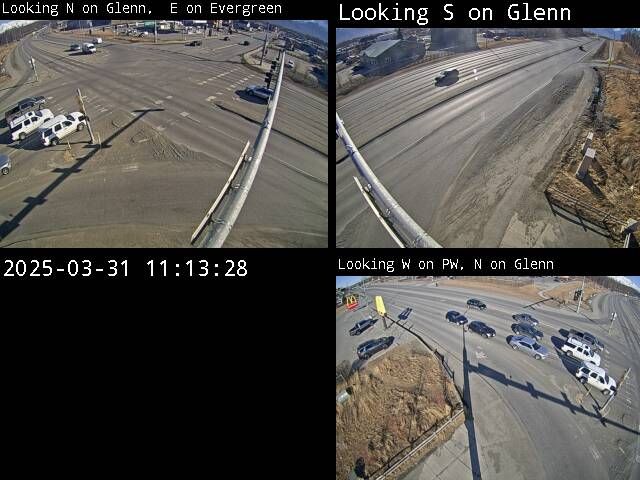 Looking N on Glenn,  E on Evergreen
Looking S on Glenn
2025-03-31 11:13:28
Looking W on PW, N on Glenn